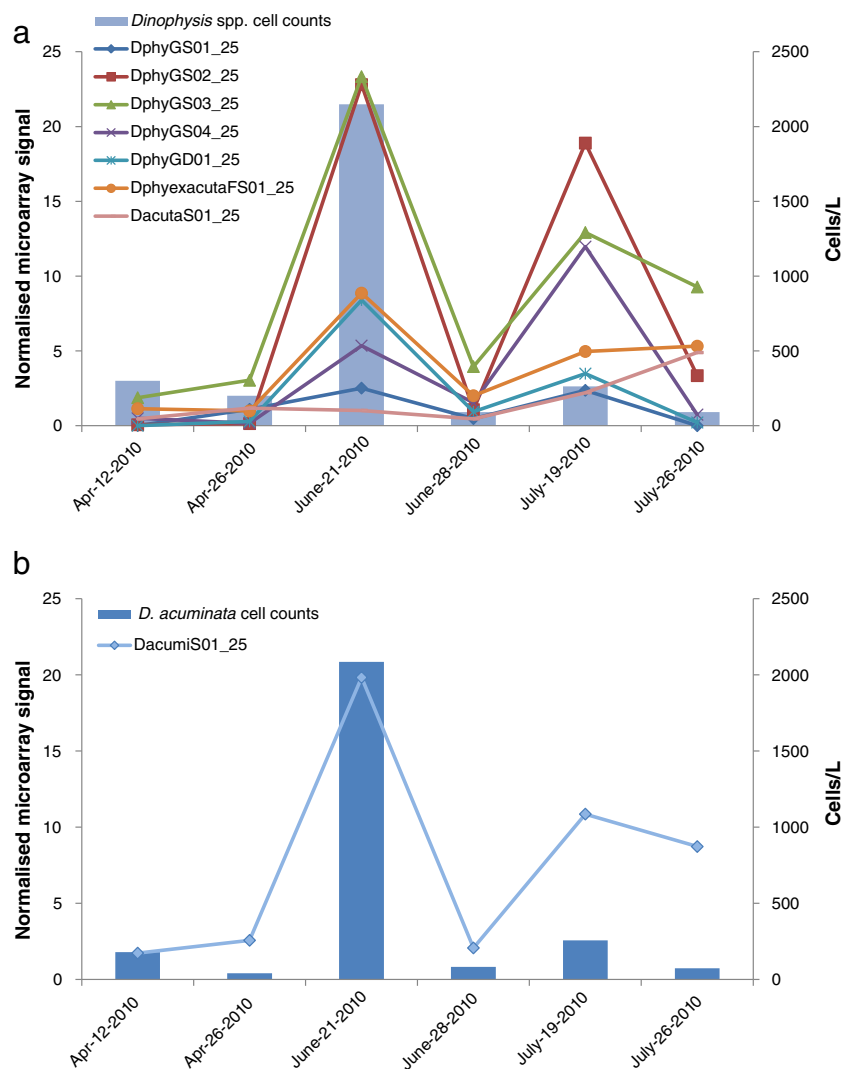 a
Dinophysis spp. cell counts
DphyGS01_25
DphyGS02_25
DphyGS03_25
DphyGS04_25
DphyGD01_25
DphyexacutaFS01_25
DacutaS01_25
Normalised microarray signal
25
20
15
10
5
0
2500
2000
1500
1000
500
0
Cells/L
Apr-12-2010
Apr-26-2010
June-21-2010
June-28-2010
July-19-2010
July-26-2010
b
D. acuminata cell counts
DacumiS01_25
Normalised microarray signal
25
20
15
10
5
0
2500
2000
1500
1000
500
0
Cells/L
Apr-12-2010
Apr-26-2010
June-21-2010
June-28-2010
July-19-2010
July-26-2010